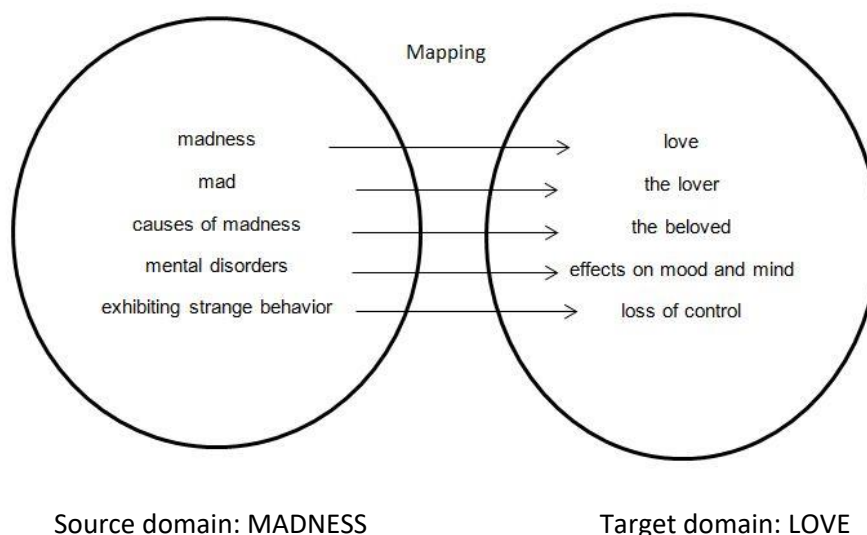 Mapping
madness love
mad the lover
causes of madness the beloved
mental disorders effects on mood and mind
exhibiting strange behavior loss of control
Source domain: MADNESS Target domain: LOVE